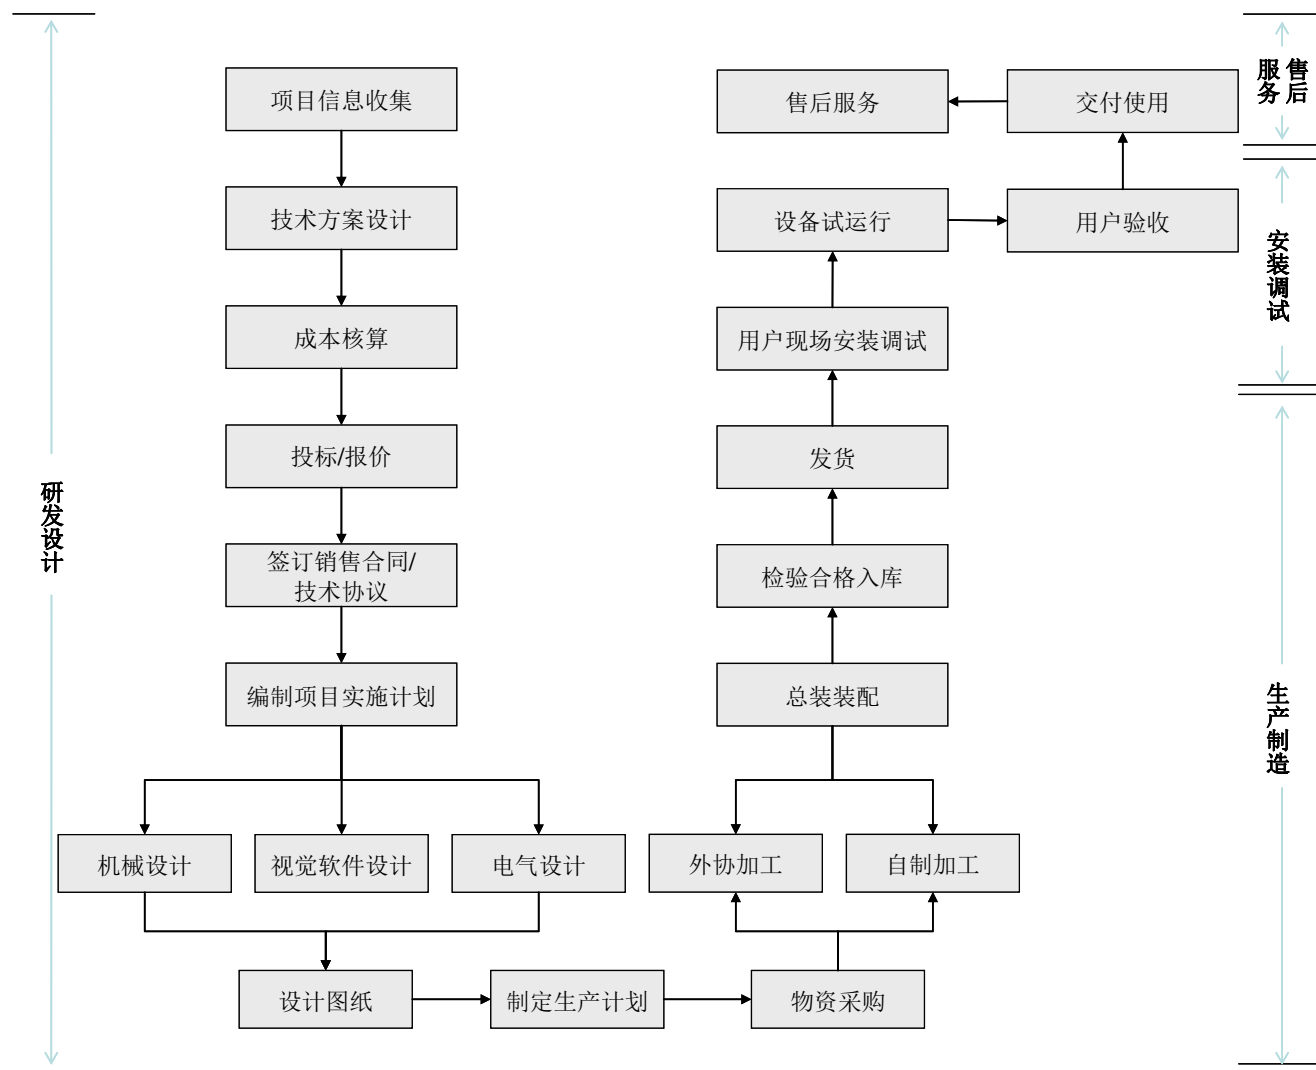 项目信息收集
技术方案设计
成本核算
投标/报价
签订销售合同/
技术协议
编制项目实施计划
机械设计
视觉软件设计
电气设计
设计图纸
制定生产计划
物资采购
外协加工
自制加工
总装装配
检验合格入库
发货
用户现场安装调试
设备试运行
用户验收
交付使用
售后服务
研发设计
售后
服务
安装调试
生产制造